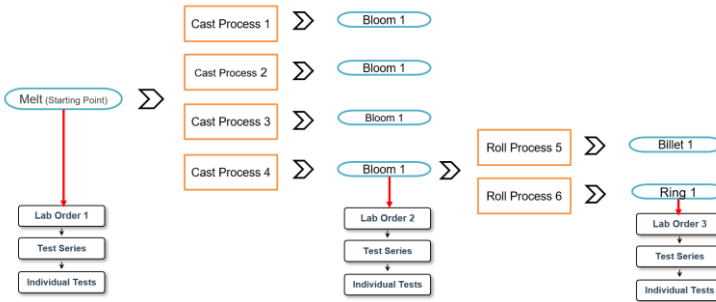 Cast Process 1
Bloom 1
Cast Process 2
Bloom 1
Melt (Starting Point)
Cast Process 3
Bloom 1
Cast Process 4
Bloom 1
Roll Process 5
Billet 1
Roll Process 6
Ring 1
Lab Order 1
Test Series
Individual Tests
Lab Order 2
Test Series
Individual Tests
Lab Order 3
Test Series
Individual Tests